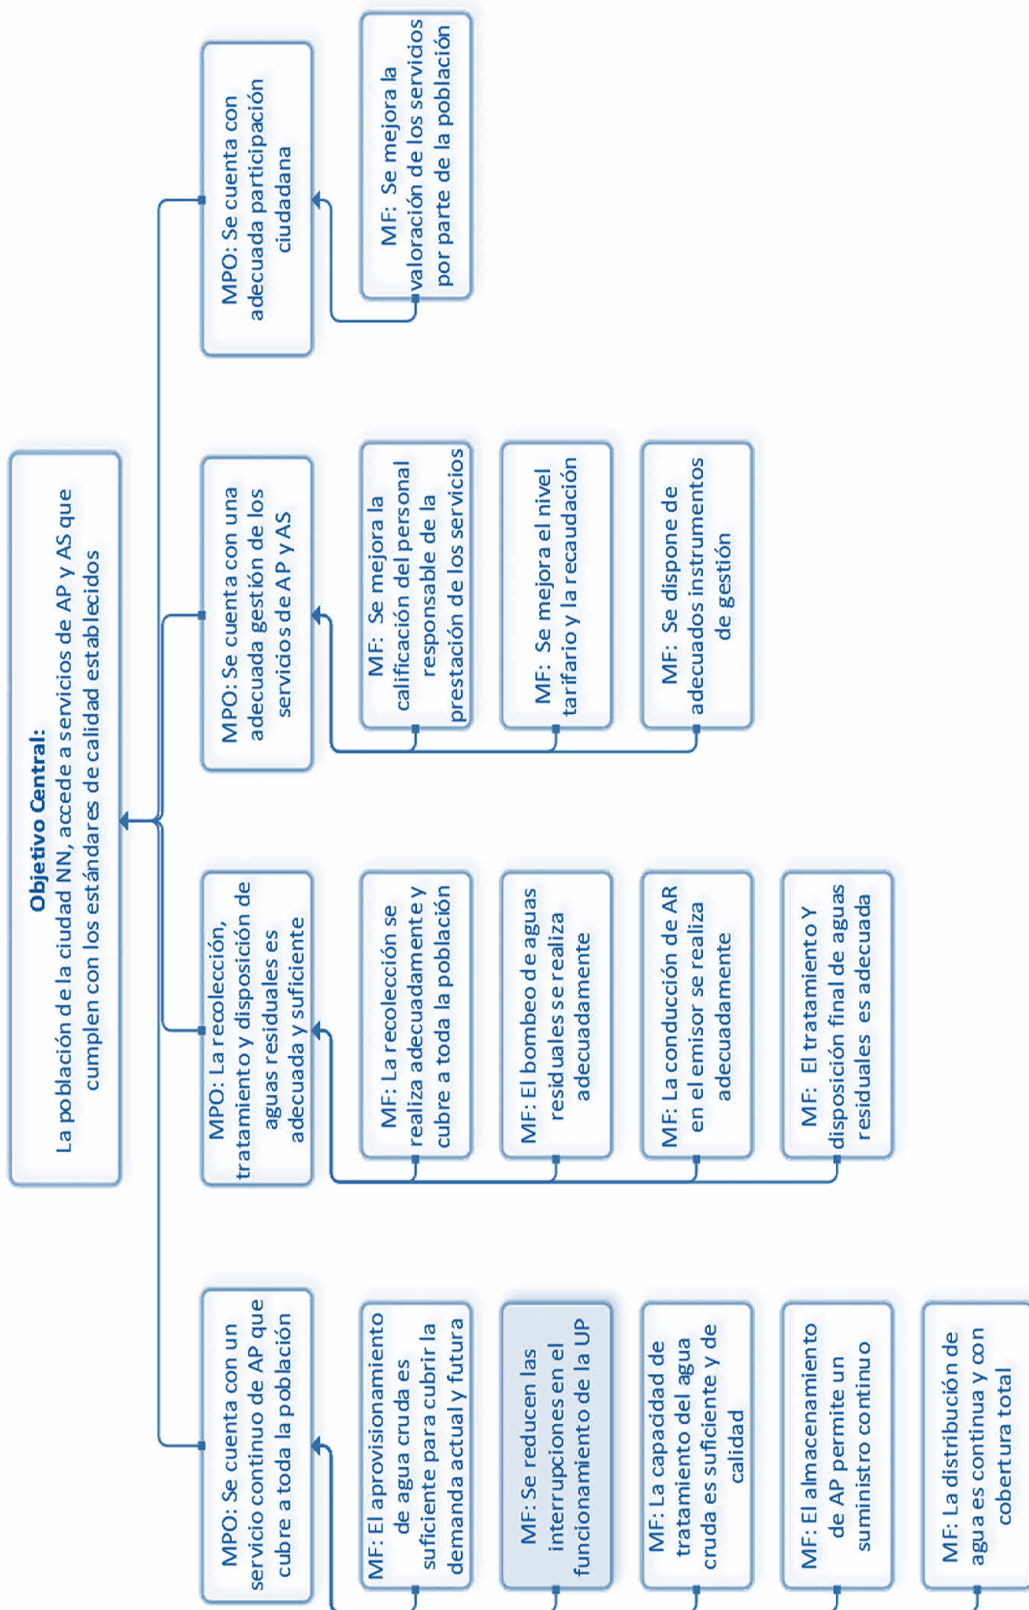 Objetivo Central:
La población de la ciudad NN, accede a servicios de AP y AS que
cumplen con los estándares de calidad establecidos
MPO: Se cuenta con un
servicio continuo de AP que
cubre a toda la población
MF: El aprovisionamiento
de agua cruda es
suficiente para cubrir la
demanda actual y futura
MF: Se reducen las
interrupciones en el
funcionamiento de la UP
MF: La capacidad de
tratamiento del agua
cruda es suficiente y de
calidad
MF: El almacenamiento
de AP permite un
suministro continuo
MF: La distribución de
agua es continua y con
cobertura total
MPO: La recolección,
tratamiento y disposición de
aguas residuales es
adecuada y suficiente
MF: La recolección se
realiza adecuadamente y
cubre a toda la población
MF: El bombeo de aguas
residuales se realiza
adecuadamente
MF: La conducción de AR
en el emisor se realiza
adecuadamente
MF: El tratamiento Y
disposición final de aguas
residuales es adecuada
MPO: Se cuenta con una
adecuada gestión de los
servicios de AP y AS
MF: Se mejora la
calificación del personal
responsable de la
prestación de los servicios
MF: Se mejora el nivel
tarifario y la recaudación
MF: Se dispone de
adecuados instrumentos
de gestión
MPO: Se cuenta con
adecuada participación
ciudadana
MF: Se mejora la
valoración de los servicios
por parte de la población